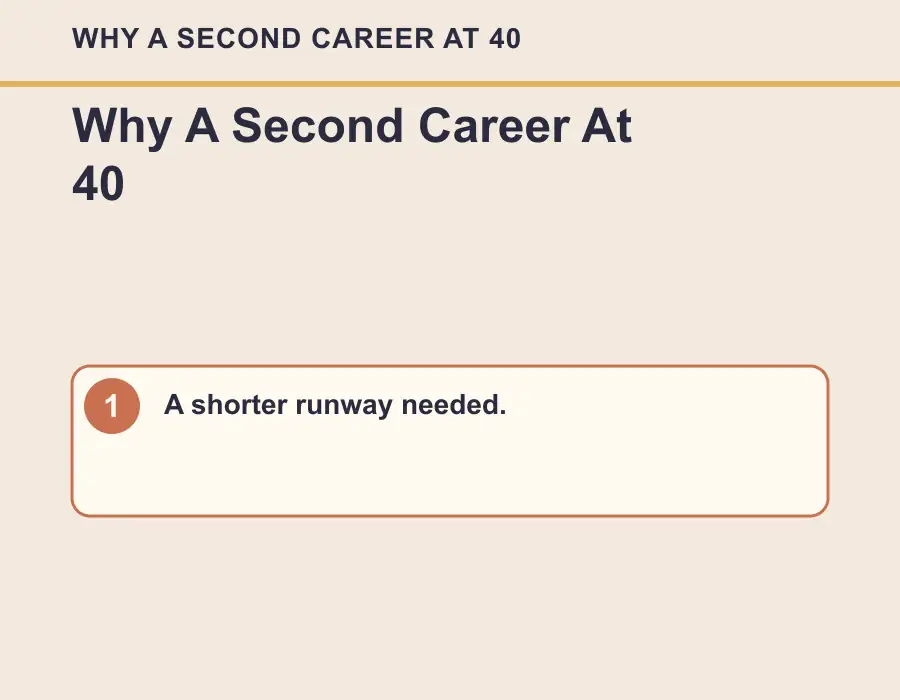 WHY A SECOND CAREER AT 40
Why A Second Career At
40
1
A shorter runway needed.